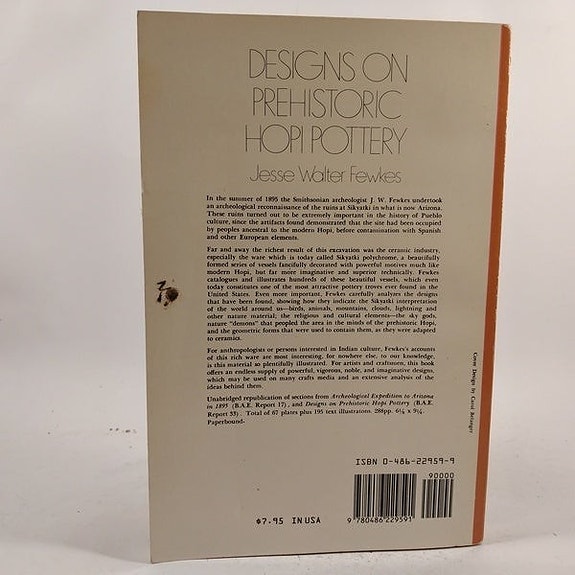 DESIGNS ON
PREHISTORIC
HOPI POTTERY
Jesse Walter Fewkes
In the summer of 1895 the Smithsonian archeologist J. W. Fewkes undertook
an archeological reconnaissance of the ruins at Sikyatki in what is now Arizona.
These ruins turned out to be extremely important in the history of Pueblo
culture, since the artifacts found demonstrated that the site had been occupied
by peoples ancestral to the modern Hopi, before contamination with Spanish
and other European elements.
Far and away the richest result of this excavation was the ceramic industry,
especially the ware which is today called Sikyatki polychrome, a beautifully
formed series of vessels fancifully decorated with powerful motives much like
modern Hopi, but far more imaginative and superior technically. Fewkes
catalogues and illustrates hundreds of these beautiful vessels, which even
today constitutes one of the most attractive pottery troves ever found in the
United States. Even more important, Fewkes carefully analyzes the designs
that have been found, showing how they indicate the Sikyatki interpretation
of the world around us—birds, animals, mountains, clouds, lightning and
other nature material; the religious and cultural elements—the sky gods,
nature "demons" that peopled the area in the minds of the prehistoric Hopi,
and the geometric forms that were used to contain them, as they were adapted
to ceramics.
For anthropologists or persons interested in Indian culture, Fewkes's accounts
of this rich ware are most interesting, for nowhere else, to our knowledge,
is this material so plentifully illustrated. For artists and craftsmen, this book
offers an endless supply of powerful, vigorous, noble, and imaginative designs,
which may be used on many crafts media and an extensive analysis of the
ideas behind them.
Unabridged republication of sections from Archeological Expedition to Arizona
in 1895 (B.A.E. Report 17), and Designs on Prehistoric Hopi Pottery (B.A.E.
Report 33). Total of 67 plates plus 195 text illustratons. 288pp. 6⅛ x 9¼.
Paperbound.
Cover Design by Carol Belanger
ISBN 0-486-22959-9
90000
$7.95 IN USA
9 780486 229591